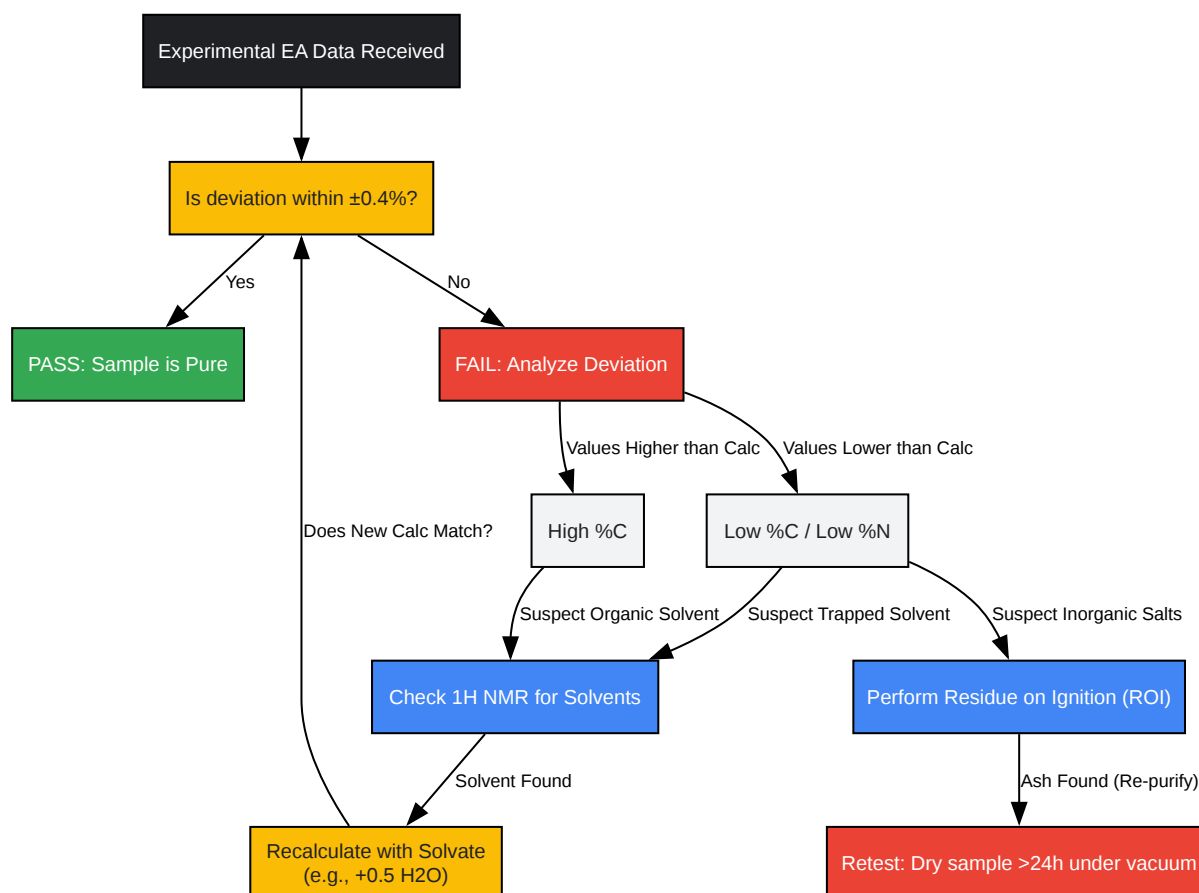 Experimental EA Data Received
Is deviation within ±0.4%?
Yes
No
PASS: Sample is Pure
FAIL: Analyze Deviation
Values Higher than Calc
Values Lower than Calc
High %C
Low %C / Low %N
Does New Calc Match?
Suspect Organic Solvent
Suspect Trapped Solvent
Suspect Inorganic Salts
Check 1H NMR for Solvents
Perform Residue on Ignition (ROI)
Solvent Found
Ash Found (Re-purify)
Recalculate with Solvate
(e.g., +0.5 H2O)
Retest: Dry sample >24h under vacuum